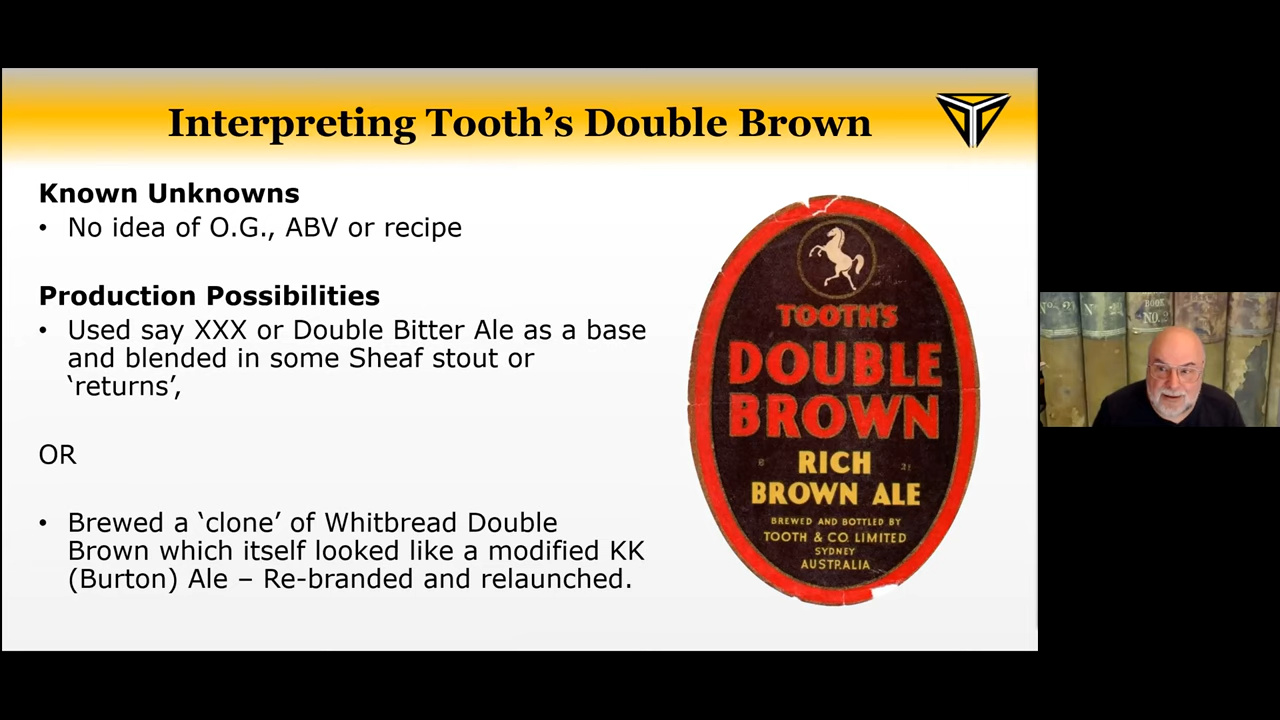 Interpreting Tooth’s Double Brown
Known Unknowns
• No idea of O.G., ABV or recipe
Production Possibilities
• Used say XXX or Double Bitter Ale as a base
and blended in some Sheaf stout or
‘returns’,
OR
• Brewed a ‘clone’ of Whitbread Double
Brown which itself looked like a modified KK
(Burton) Ale – Re-branded and relaunched.
TOOTH'S
DOUBLE
BROWN
RICH
BROWN ALE
BREWED AND BOTTLED BY
TOOTH & CO. LIMITED
SYDNEY
AUSTRALIA
BOOK
NO. 2